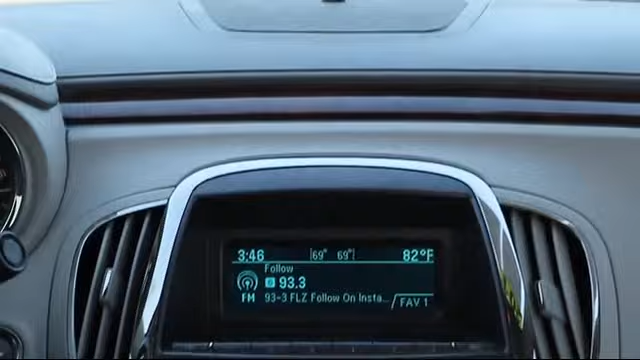 3:46 69° 69° 82°F
Follow
93.3
FM 93-3 FLZ Follow On Insta... FAV 1